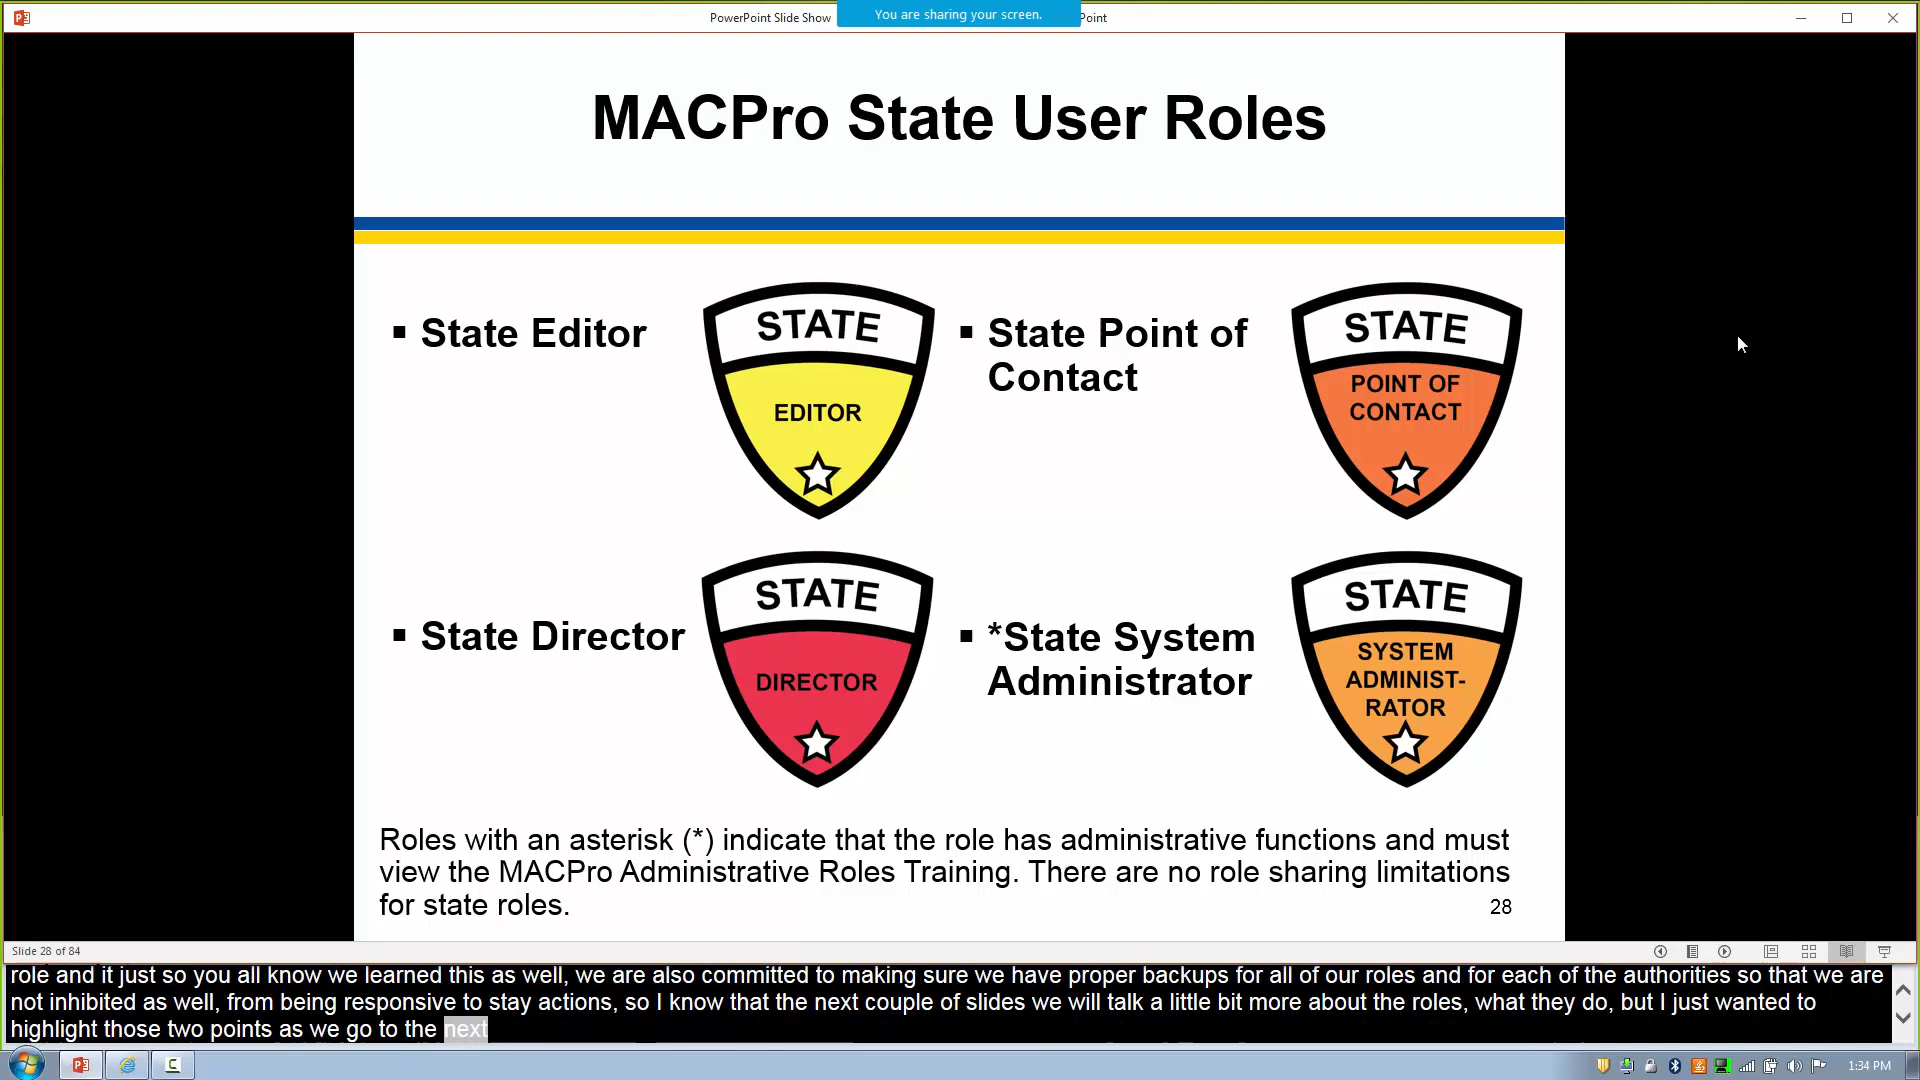 PowerPoint Slide Show
You are sharing your screen.
Point
MACPro State User Roles
▪ State Editor
STATE
EDITOR
▪ State Point of
Contact
STATE
POINT OF
CONTACT
▪ State Director
STATE
DIRECTOR
▪ *State System
Administrator
STATE
SYSTEM
ADMINIST-
RATOR
Roles with an asterisk (*) indicate that the role has administrative functions and must
view the MACPro Administrative Roles Training. There are no role sharing limitations
for state roles.
28
Slide 28 of 84
role and it just so you all know we learned this as well, we are also committed to making sure we have proper backups for all of our roles and for each of the authorities so that we are
not inhibited as well, from being responsive to stay actions, so I know that the next couple of slides we will talk a little bit more about the roles, what they do, but I just wanted to
highlight those two points as we go to the next
1:34 PM